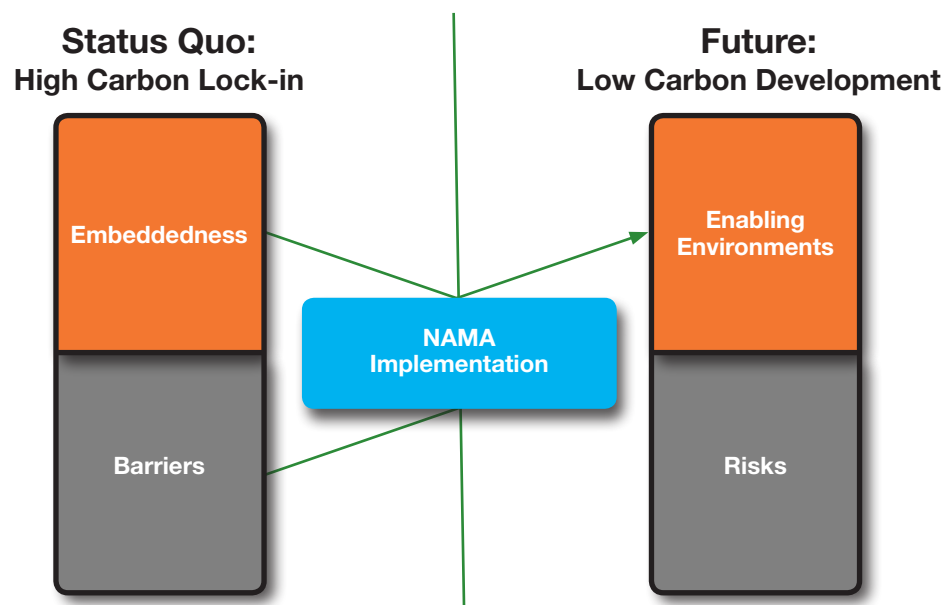 Status Quo:
High Carbon Lock-in
Future:
Low Carbon Development
Embeddedness
Enabling
Environments
NAMA
Implementation
Barriers
Risks